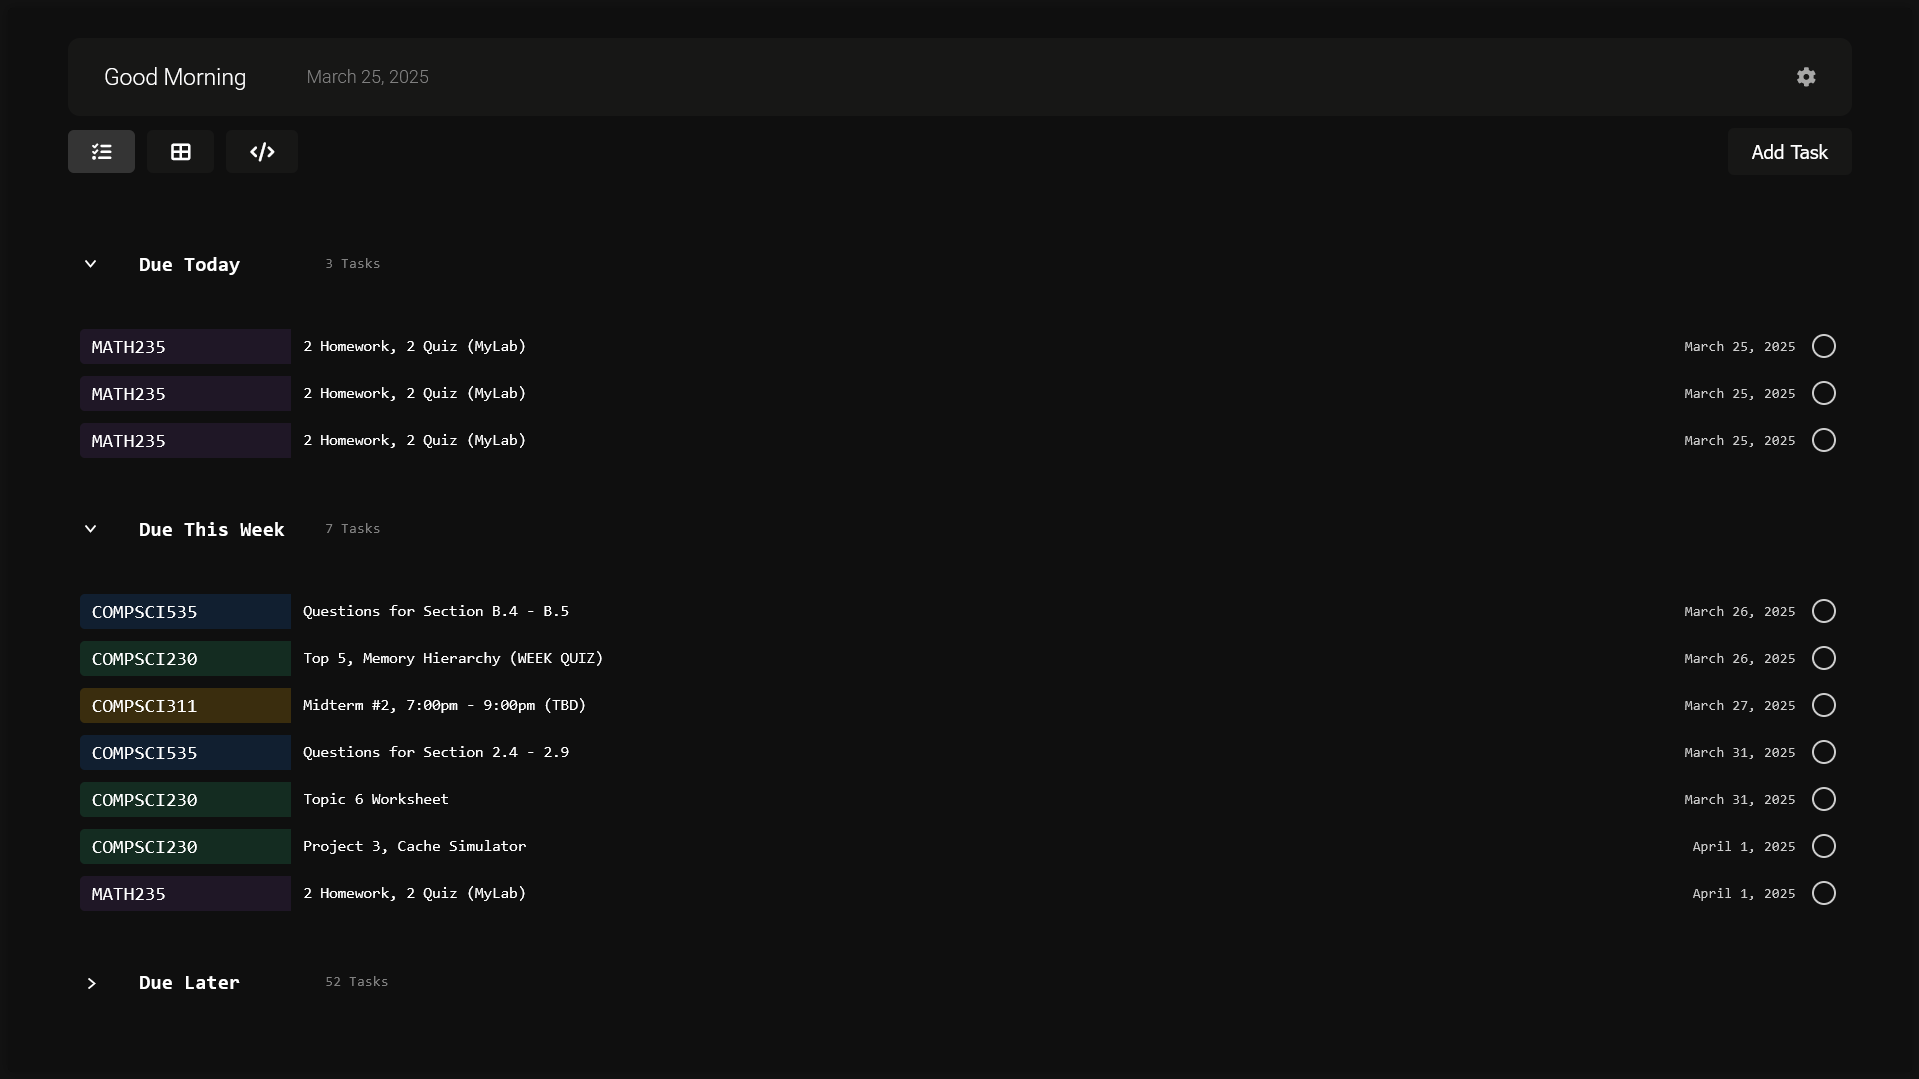 Good Morning March 25, 2025
Add Task
Due Today 3 Tasks
MATH235 2 Homework, 2 Quiz (MyLab) March 25, 2025
MATH235 2 Homework, 2 Quiz (MyLab) March 25, 2025
MATH235 2 Homework, 2 Quiz (MyLab) March 25, 2025
Due This Week 7 Tasks
COMPSCI535 Questions for Section B.4 - B.5 March 26, 2025
COMPSCI230 Top 5, Memory Hierarchy (WEEK QUIZ) March 26, 2025
COMPSCI311 Midterm #2, 7:00pm - 9:00pm (TBD) March 27, 2025
COMPSCI535 Questions for Section 2.4 - 2.9 March 31, 2025
COMPSCI230 Topic 6 Worksheet March 31, 2025
COMPSCI230 Project 3, Cache Simulator April 1, 2025
MATH235 2 Homework, 2 Quiz (MyLab) April 1, 2025
Due Later 52 Tasks